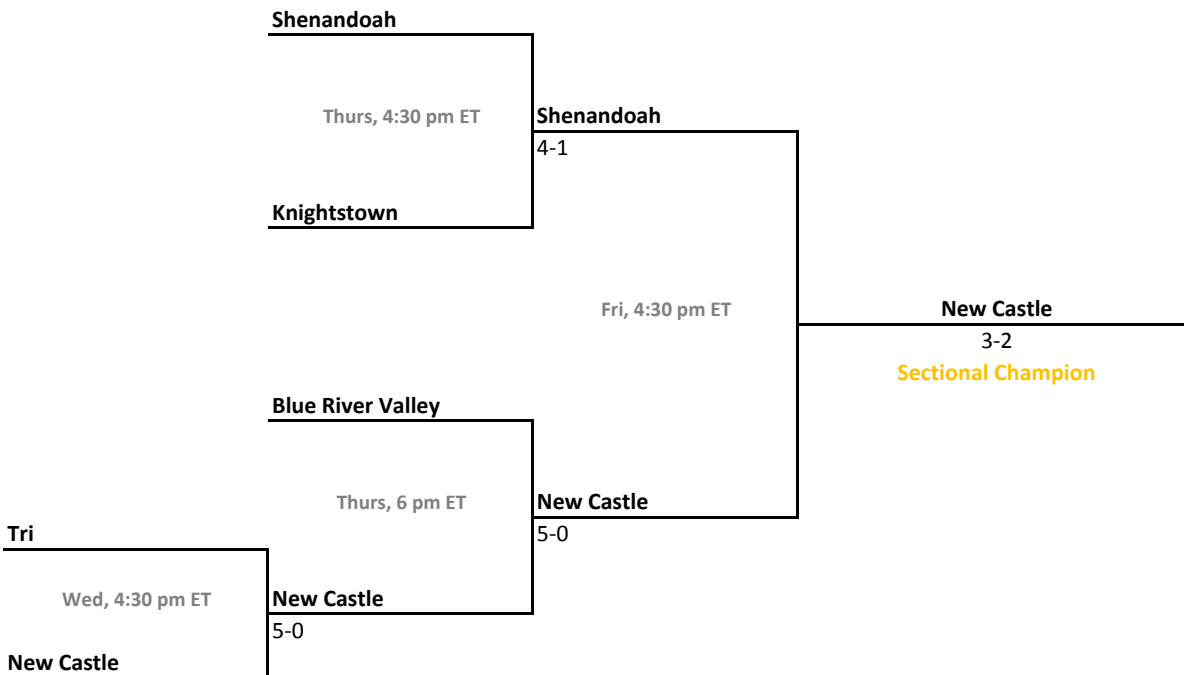 Shenandoah
Thurs, 4:30 pm ET
Shenandoah
4-1
Knightstown
Fri, 4:30 pm ET
New Castle
3-2
Sectional Champion
Blue River Valley
Thurs, 6 pm ET
New Castle
5-0
Tri
Wed, 4:30 pm ET
New Castle
5-0
New Castle